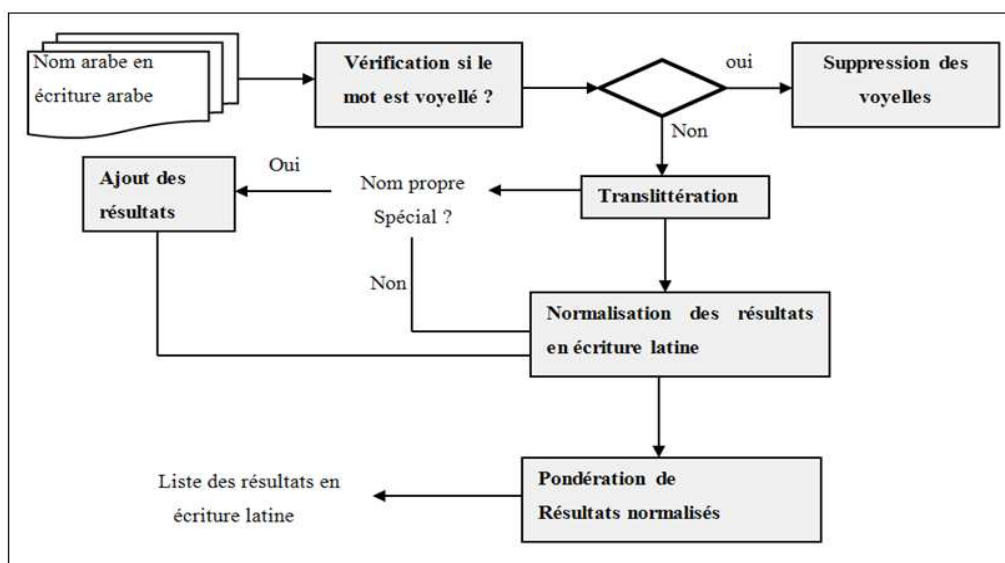 Nom arabe en
écriture arabe
Vérification si le
mot est voyellé ?
oui
Suppression des
voyelles
Non
Ajout des
résultats
Oui
Nom propre
Spécial ?
Translittération
Non
Normalisation des résultats
en écriture latine
Liste des résultats en
écriture latine
Pondération de
Résultats normalisés